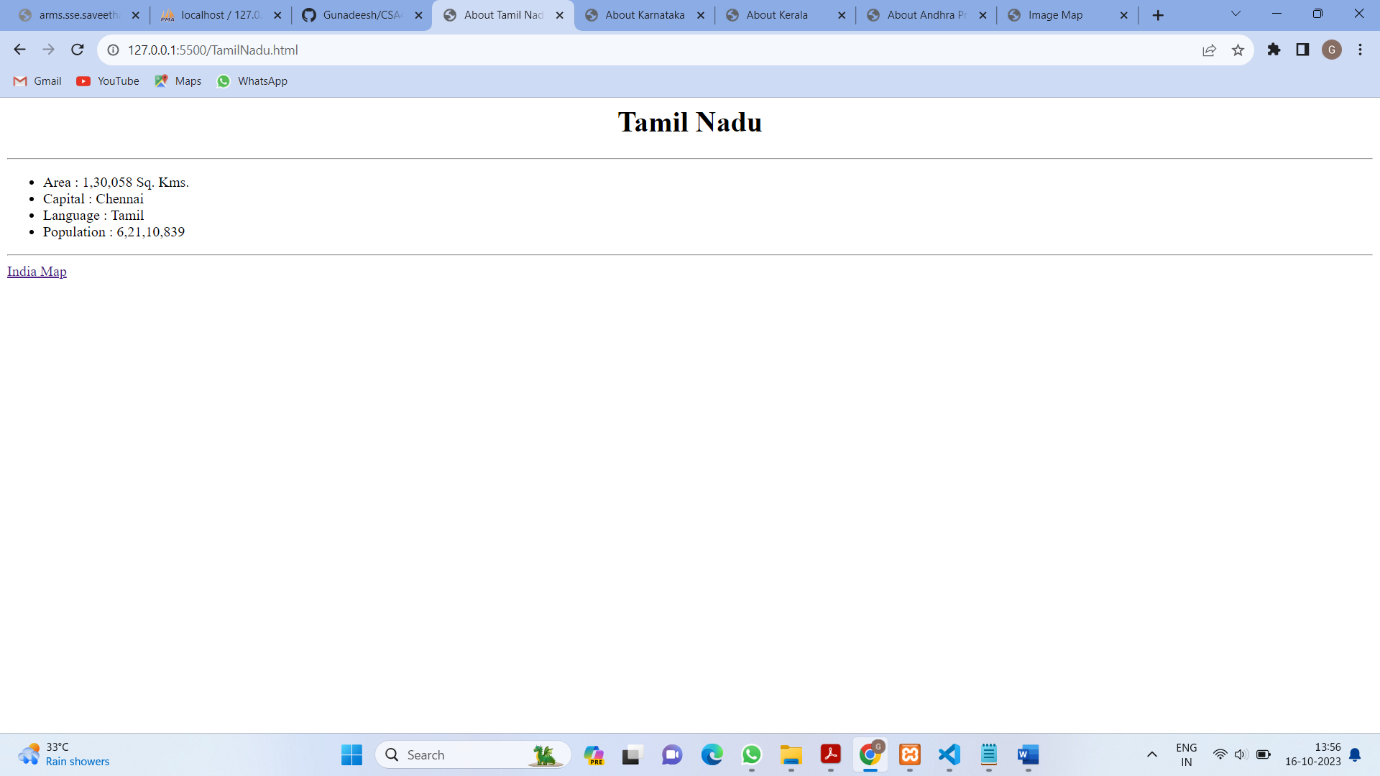 arms.sse.saveeth
localhost / 127.0.
Gunadeesh/CSA
About Tamil Nad
About Karnataka
About Kerala
About Andhra P
Image Map
127.0.0.1:5500/TamilNadu.html
G
Gmail
YouTube
Maps
WhatsApp
Tamil Nadu
• Area : 1,30,058 Sq. Kms.
• Capital : Chennai
• Language : Tamil
• Population : 6,21,10,839
India Map
33°C
Rain showers
Search
PRE
G
ENG
IN
13:56
16-10-2023